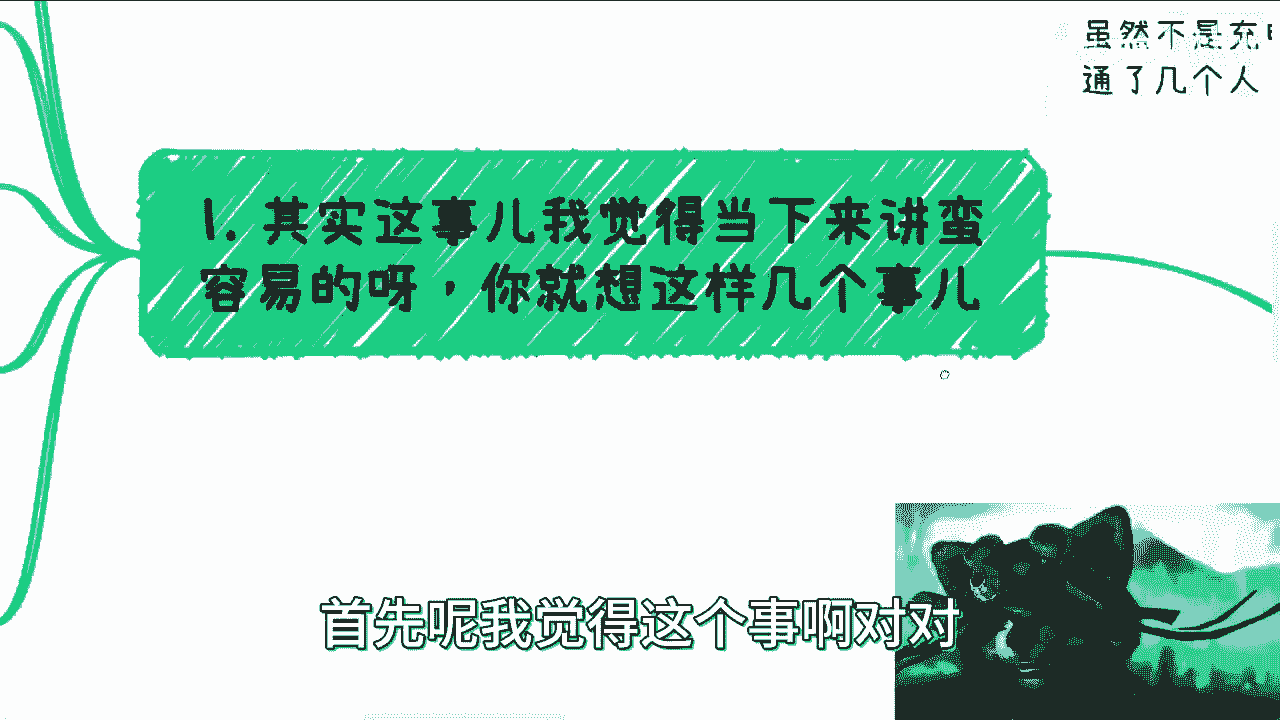 虽然不是充
通了几个人
1. 其实这事儿我觉得当下来讲蛮
容易的呀，你就想这样几个事儿
首先呢我觉得这个事啊对对